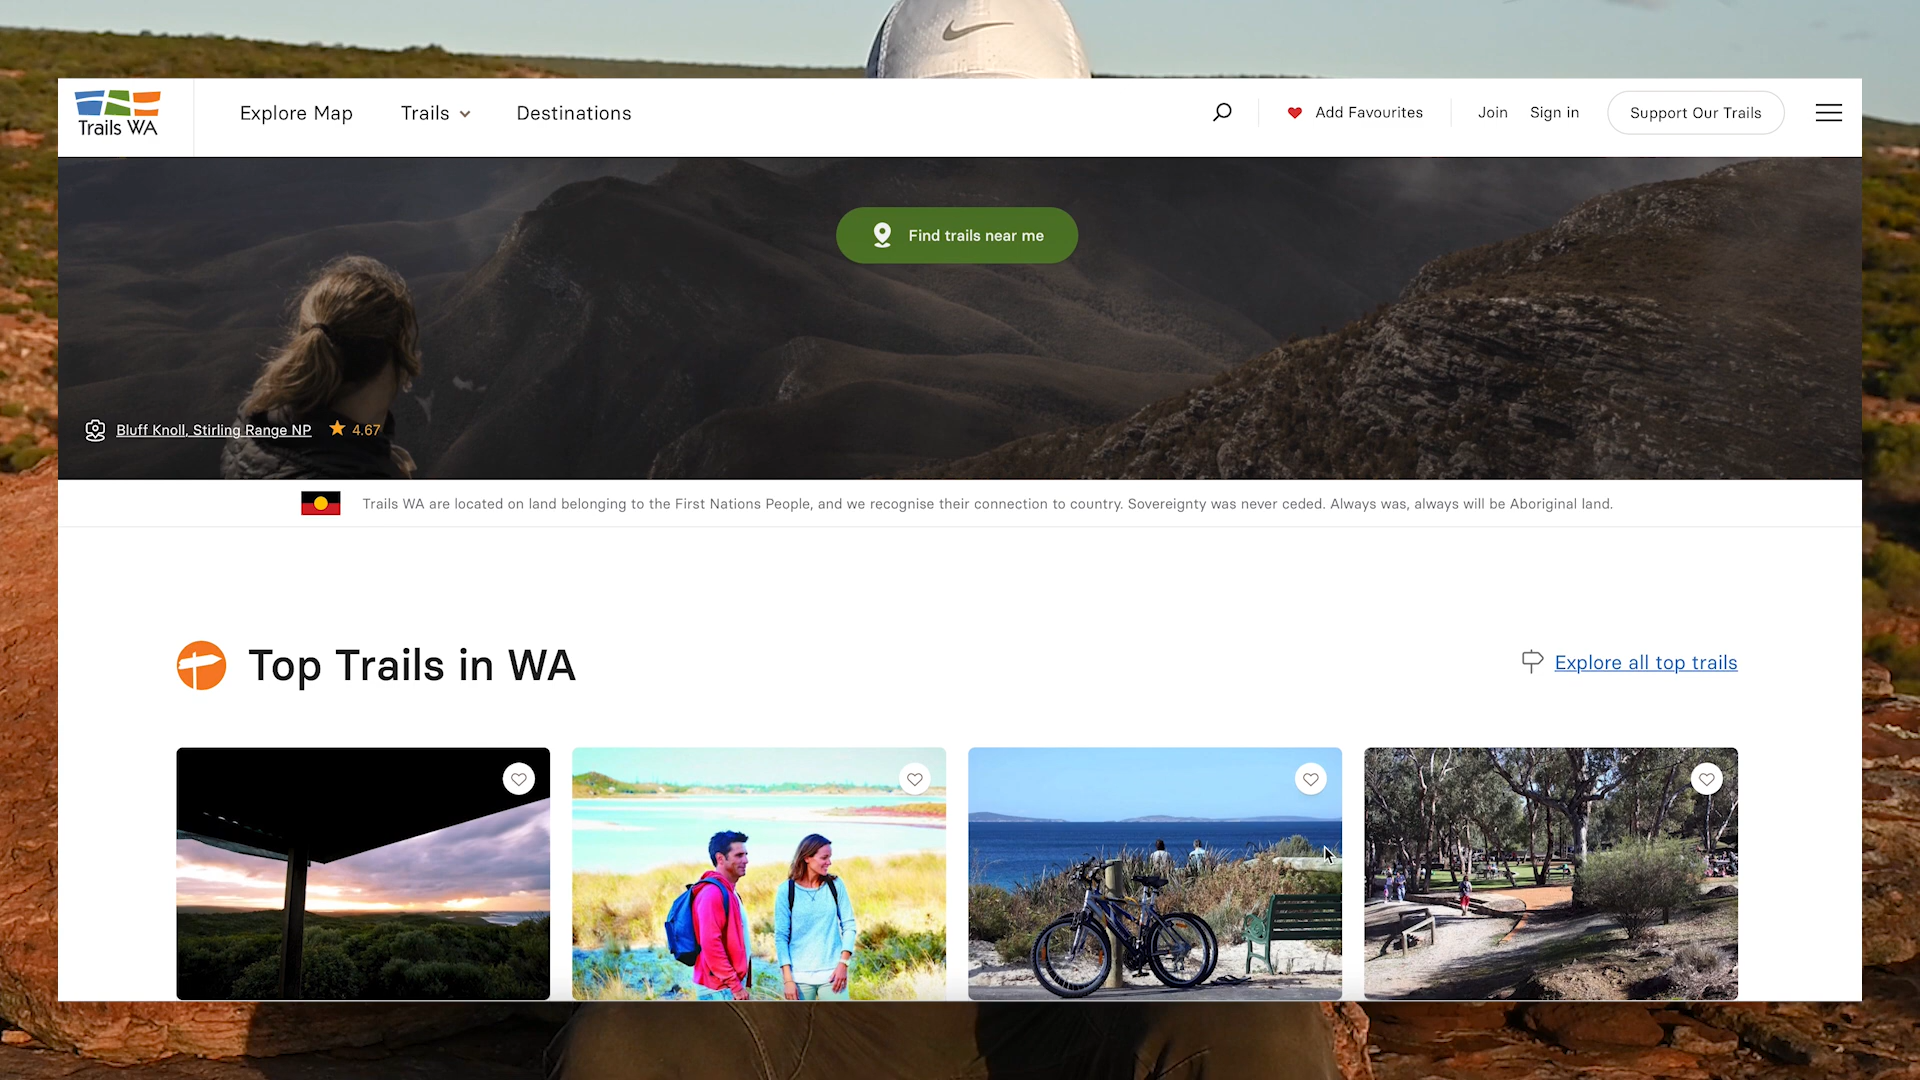 Trails WA
Explore Map
Trails
Destinations
Add Favourites
Join
Sign in
Support Our Trails
Find trails near me
Bluff Knoll, Stirling Range NP
4.67
Trails WA are located on land belonging to the First Nations People, and we recognise their connection to country. Sovereignty was never ceded. Always was, always will be Aboriginal land.
Top Trails in WA
Explore all top trails